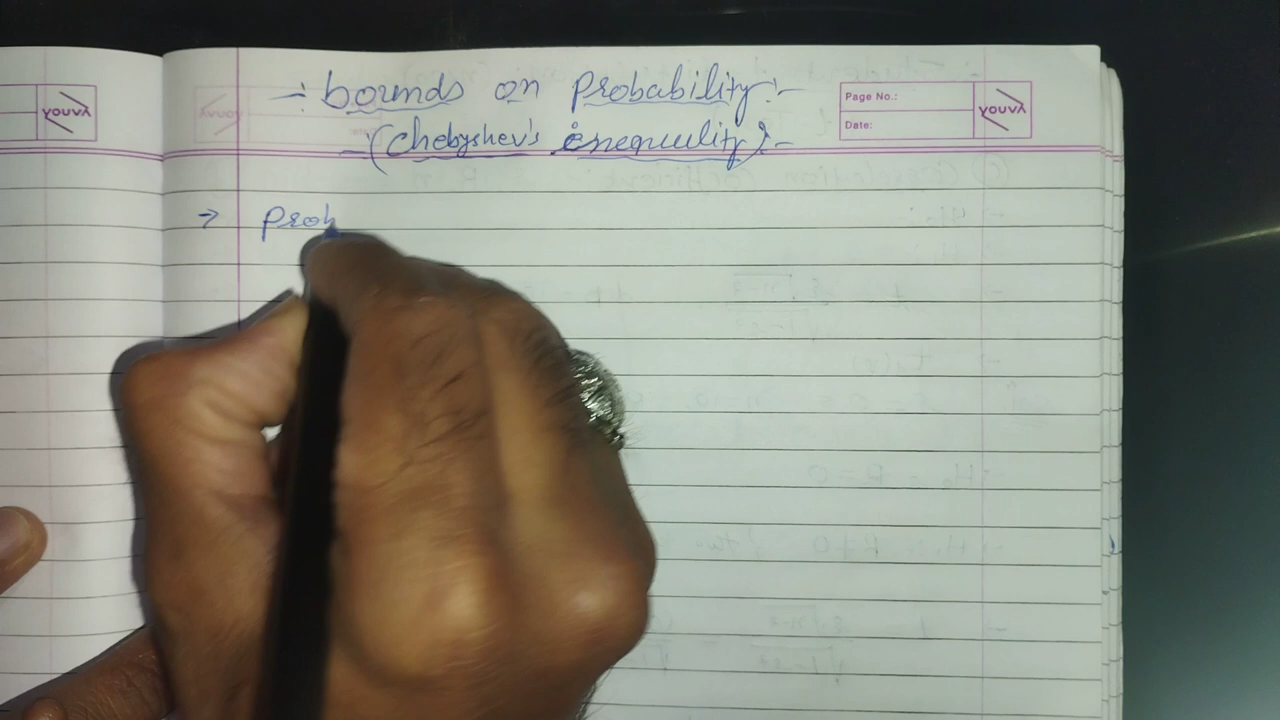 YOUVA
-: bounds on Probability:-
Page No.:
Date:
YOUVA
-(Chebyshev's inequality):-
→ Prob